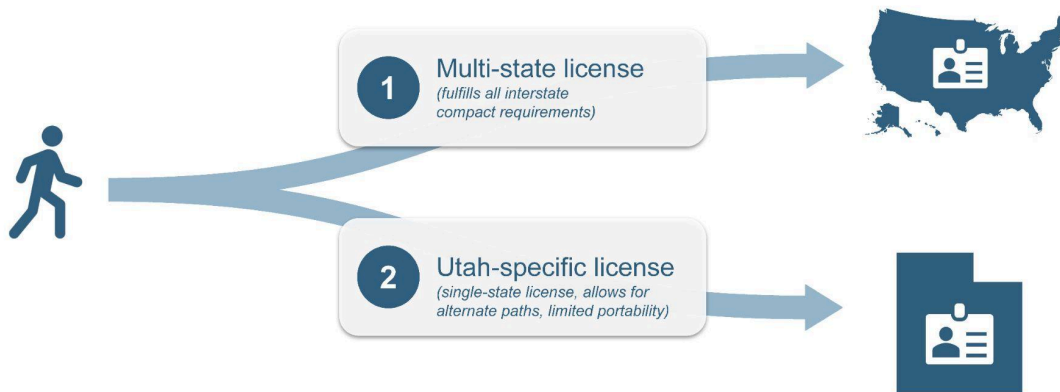 1
Multi-state license
(fulfills all interstate
compact requirements)
2
Utah-specific license
(single-state license, allows for
alternate paths, limited portability)